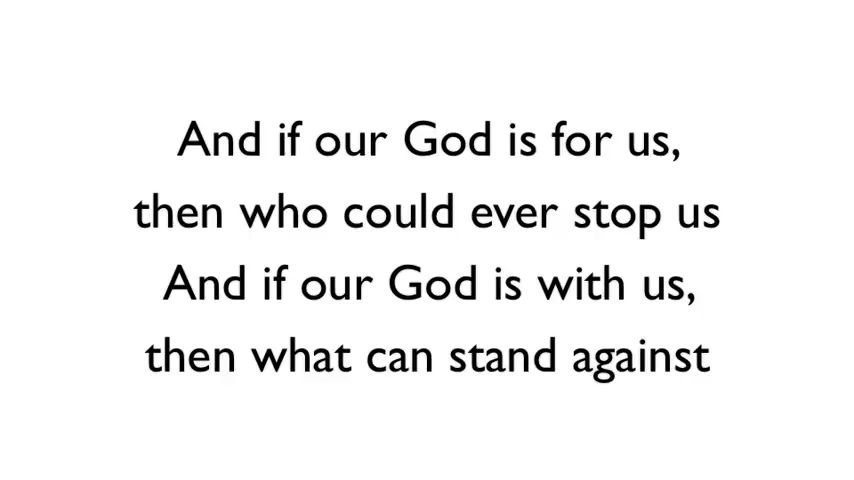 And if our God is for us,
then who could ever stop us
And if our God is with us,
then what can stand against